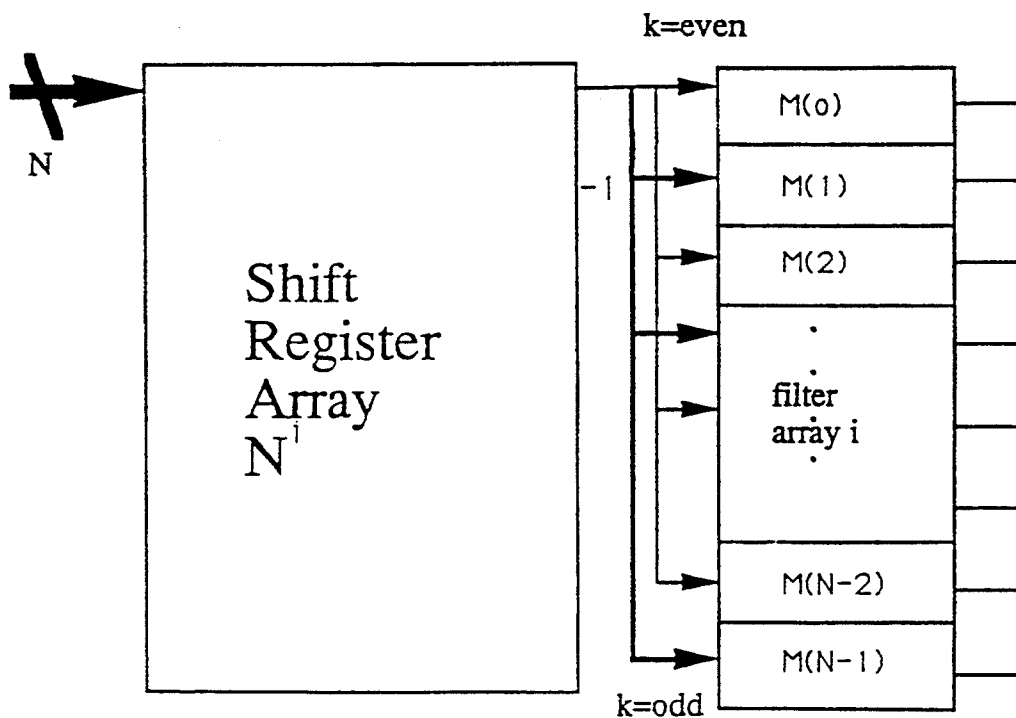 k=even
N
M(o)
-1
M(1)
M(2)
Shift
Register
Array
N^i
filter
array i
M(N-2)
M(N-1)
k=odd